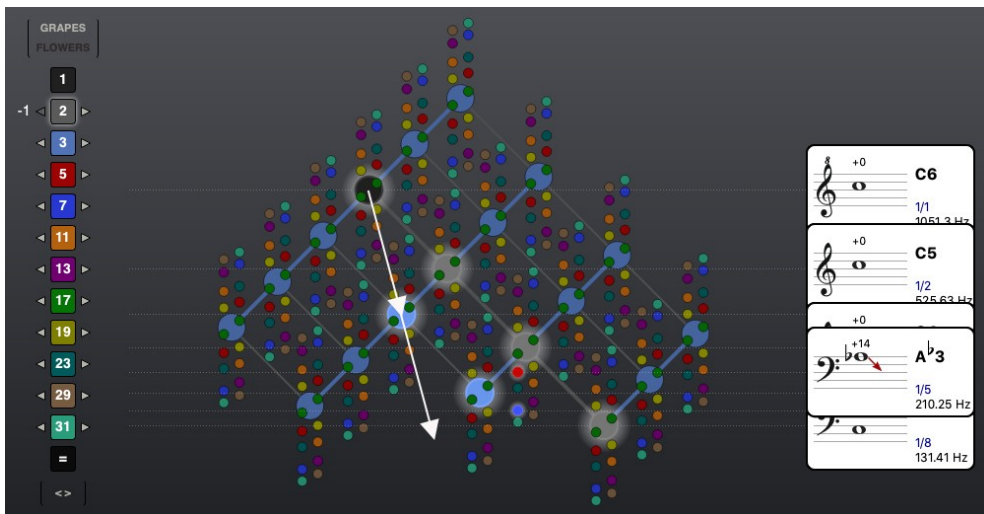 GRAPES
FLOWERS
1
-1 2
3
5
7
11
13
17
19
23
29
31
=
<>
8
+0
C6
1/1
1051.3 Hz
+0
C5
1/2
525.63 Hz
+0
+14
A♭3
1/5
210.25 Hz
1/8
131.41 Hz